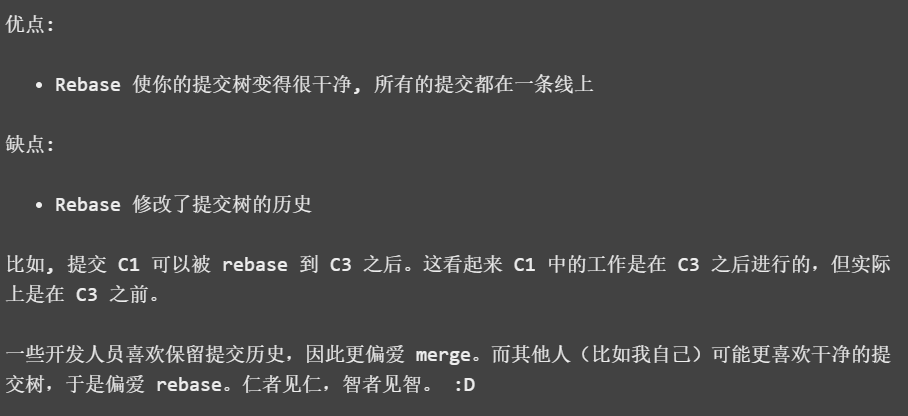 优点:
• Rebase 使你的提交树变得很干净, 所有的提交都在一条线上
缺点:
• Rebase 修改了提交树的历史
比如, 提交 C1 可以被 rebase 到 C3 之后。这看起来 C1 中的工作是在 C3 之后进行的，但实际
上是在 C3 之前。
一些开发人员喜欢保留提交历史，因此更偏爱 merge。而其他人（比如我自己）可能更喜欢干净的提
交树，于是偏爱 rebase。仁者见仁，智者见智。 :D